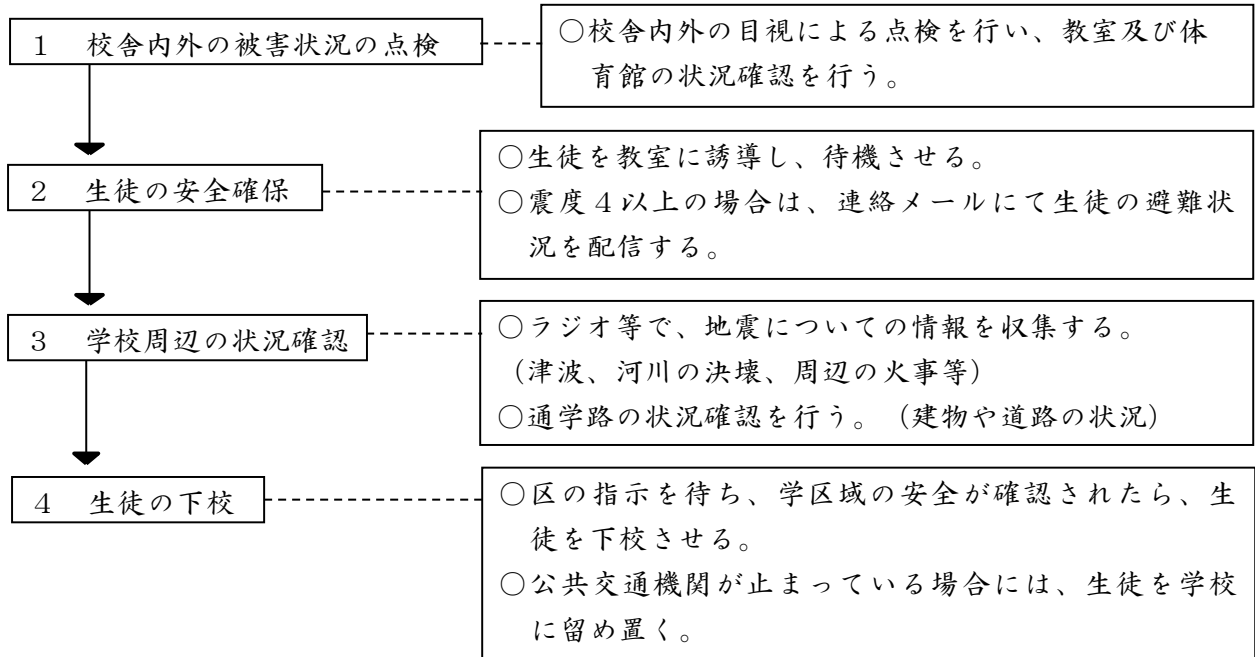 １　校舎内外の被害状況の点検
○校舎内外の目視による点検を行い、教室及び体
育館の状況確認を行う。
２　生徒の安全確保
○生徒を教室に誘導し、待機させる。
○震度４以上の場合は、連絡メールにて生徒の避難状
況を配信する。
３　学校周辺の状況確認
○ラジオ等で、地震についての情報を収集する。
（津波、河川の決壊、周辺の火事等）
○通学路の状況確認を行う。（建物や道路の状況）
４　生徒の下校
○区の指示を待ち、学区域の安全が確認されたら、生
徒を下校させる。
○公共交通機関が止まっている場合には、生徒を学校
に留め置く。